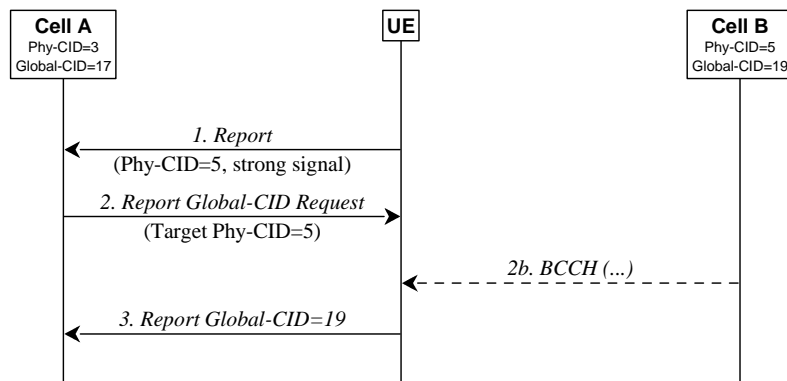 Cell A
Phy-CID=3
Global-CID=17
UE
Cell B
Phy-CID=5
Global-CID=19
1. Report
(Phy-CID=5, strong signal)
2. Report Global-CID Request
(Target Phy-CID=5)
2b. BCCH (...)
3. Report Global-CID=19